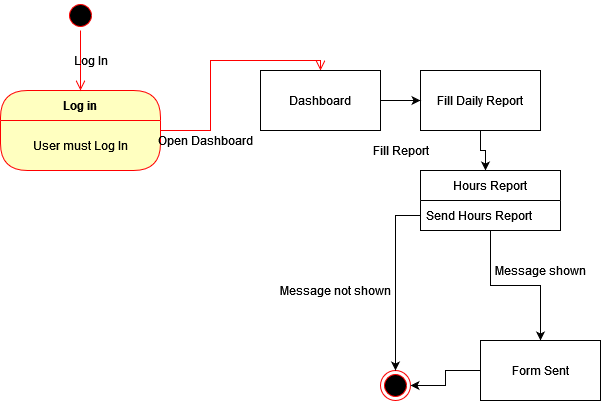 Log In
Log in
User must Log In
Open Dashboard
Dashboard
Fill Daily Report
Fill Report
Hours Report
Send Hours Report
Message shown
Message not shown
Form Sent